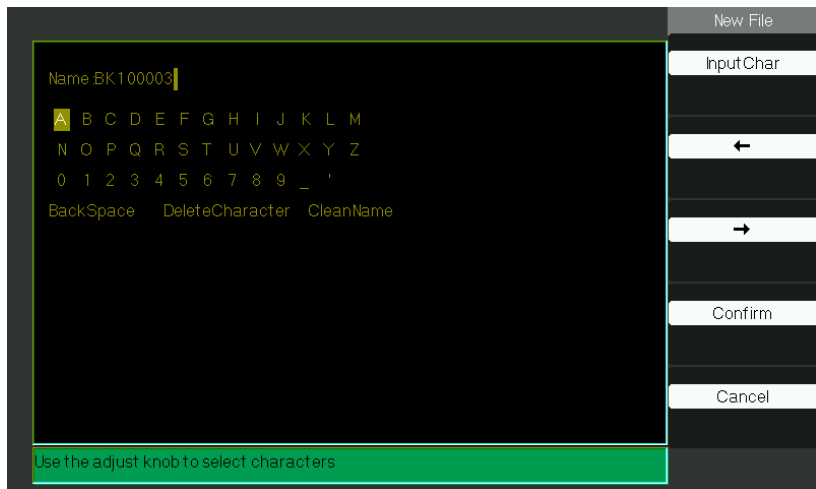 New File
Name:BK100003
A B C D E F G H I J K L M
N O P Q R S T U V W X Y Z
0 1 2 3 4 5 6 7 8 9 _ '
BackSpace DeleteCharacter CleanName
Use the adjust knob to select characters
InputChar
←
→
Confirm
Cancel